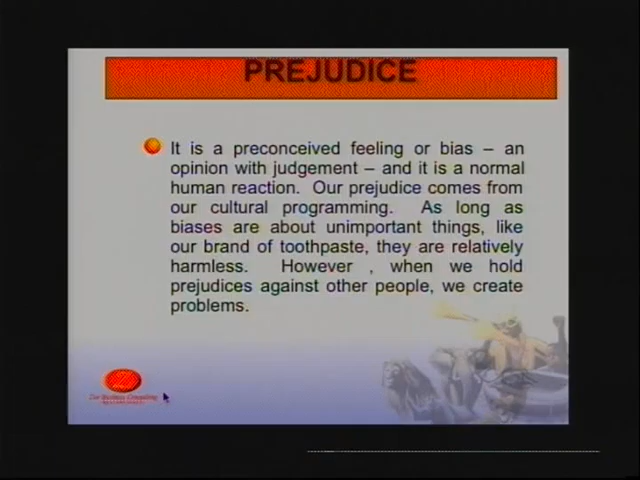 PREJUDICE
It is a preconceived feeling or bias – an
opinion with judgement – and it is a normal
human reaction. Our prejudice comes from
our cultural programming. As long as
biases are about unimportant things, like
our brand of toothpaste, they are relatively
harmless. However , when we hold
prejudices against other people, we create
problems.